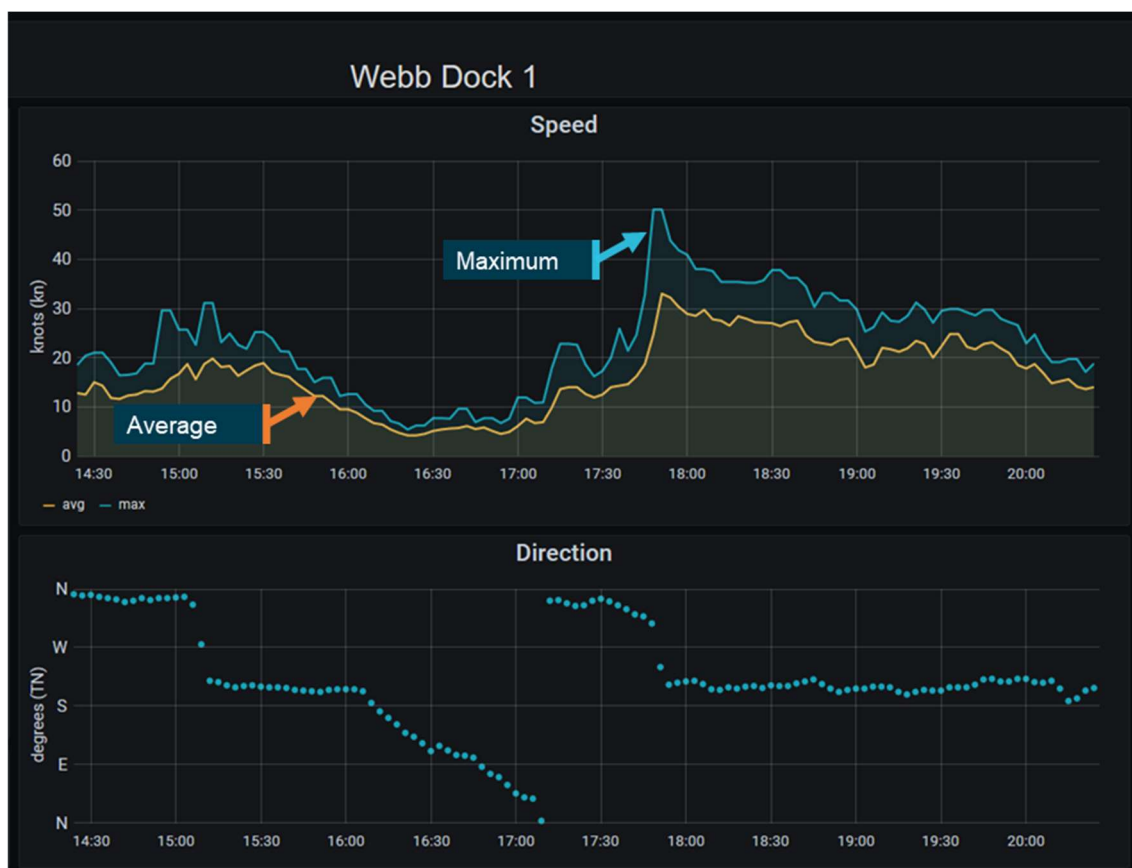 Webb Dock 1
Speed
knots (kn)
60
50
40
30
20
10
0
Maximum
Average
14:30 15:00 15:30 16:00 16:30 17:00 17:30 18:00 18:30 19:00 19:30 20:00
avg max
Direction
degrees (TN)
N
W
S
E
N
14:30 15:00 15:30 16:00 16:30 17:00 17:30 18:00 18:30 19:00 19:30 20:00